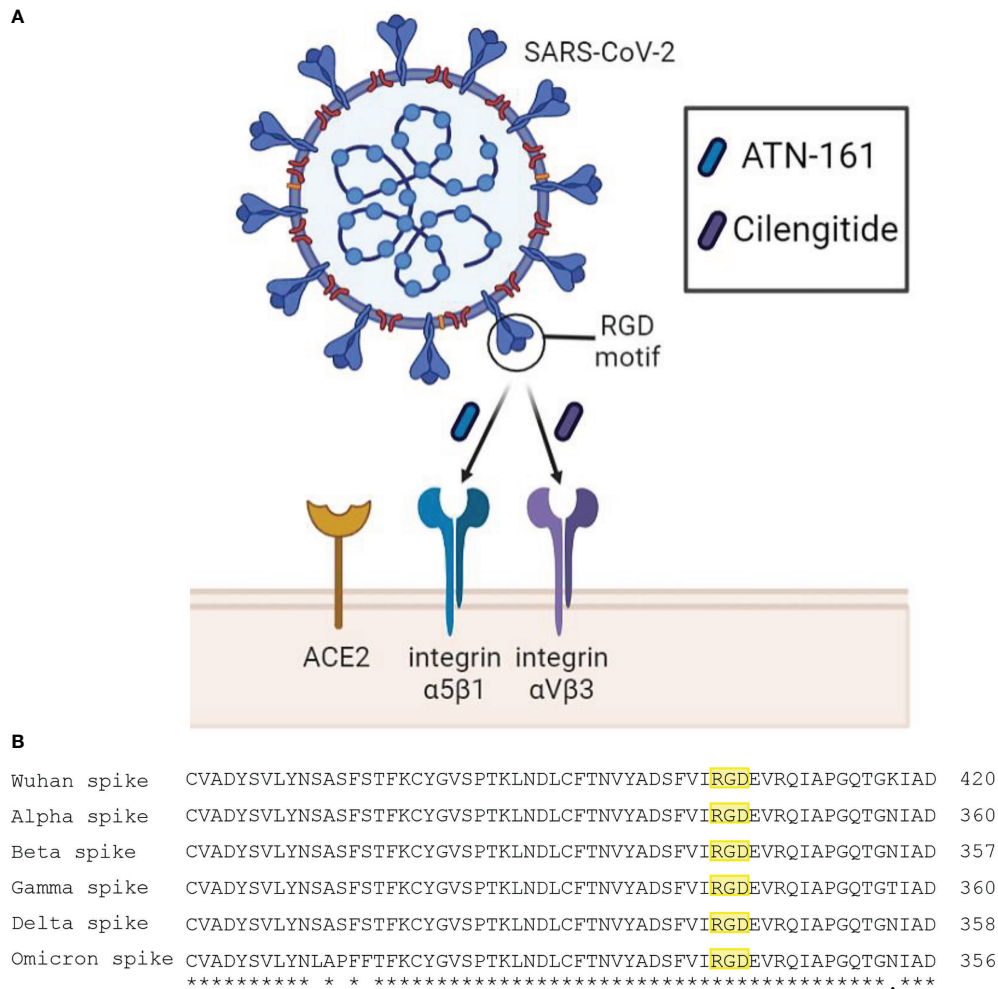 A
SARS-CoV-2
ATN-161
Cilengitide
RGD
motif
ACE2
integrin
α5β1
integrin
αVβ3
B
Wuhan spike CVADYSVLYNSASFSTFKCYGVSPTKLNDLCFTNVYADSFVIRGDEVRQIAPGQTGKIAD 420
Alpha spike CVADYSVLYNSASFSTFKCYGVSPTKLNDLCFTNVYADSFVIRGDEVRQIAPGQTGNIAD 360
Beta spike CVADYSVLYNSASFSTFKCYGVSPTKLNDLCFTNVYADSFVIRGDEVRQIAPGQTGNIAD 357
Gamma spike CVADYSVLYNSASFSTFKCYGVSPTKLNDLCFTNVYADSFVIRGDEVRQIAPGQTGTIAD 360
Delta spike CVADYSVLYNSASFSTFKCYGVSPTKLNDLCFTNVYADSFVIRGDEVRQIAPGQTGNIAD 358
Omicron spike CVADYSVLYNLAPFFTFKCYGVSPTKLNDLCFTNVYADSFVIRGDEVRQIAPGQTGNIAD 356
********** * * *****************************************.***